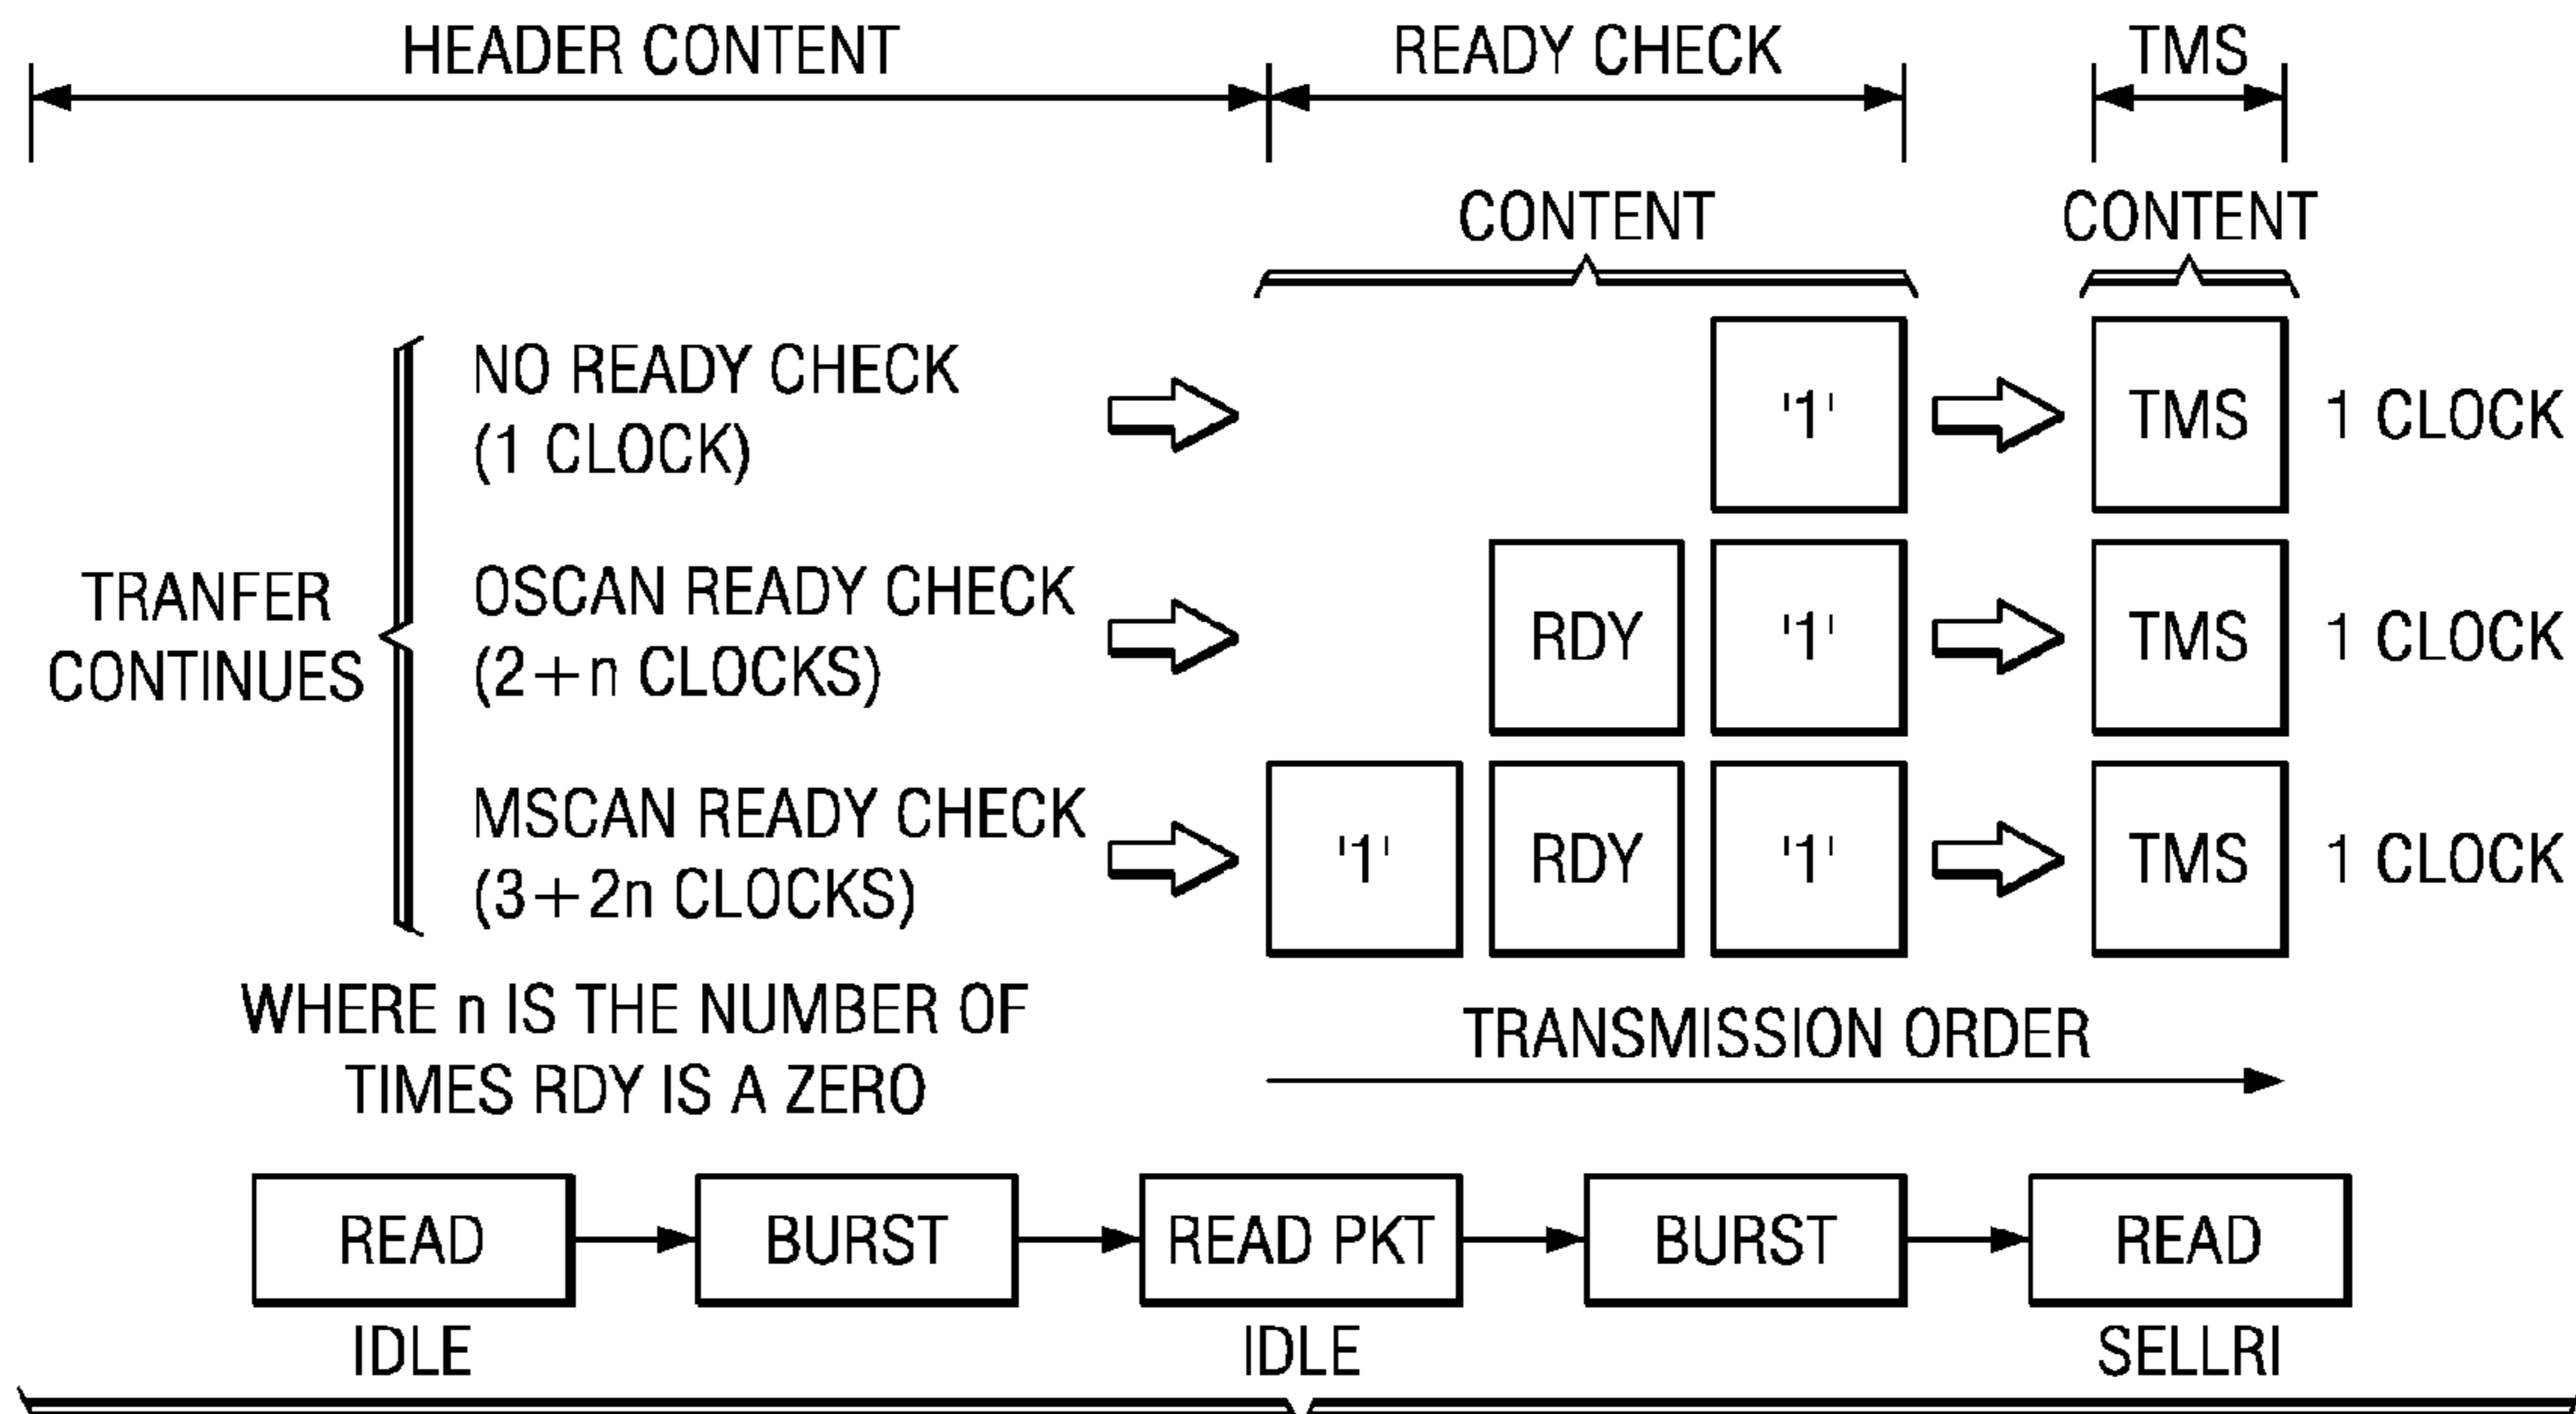 HEADER CONTENT
READY CHECK
TMS
CONTENT
CONTENT
NO READY CHECK
(1 CLOCK)
'1'
TMS
1 CLOCK
TRANFER
CONTINUES
OSCAN READY CHECK
(2+n CLOCKS)
RDY
'1'
TMS
1 CLOCK
MSCAN READY CHECK
(3+2n CLOCKS)
'1'
RDY
'1'
TMS
1 CLOCK
WHERE n IS THE NUMBER OF
TIMES RDY IS A ZERO
TRANSMISSION ORDER
READ
BURST
READ PKT
BURST
READ
IDLE
IDLE
SELLRI